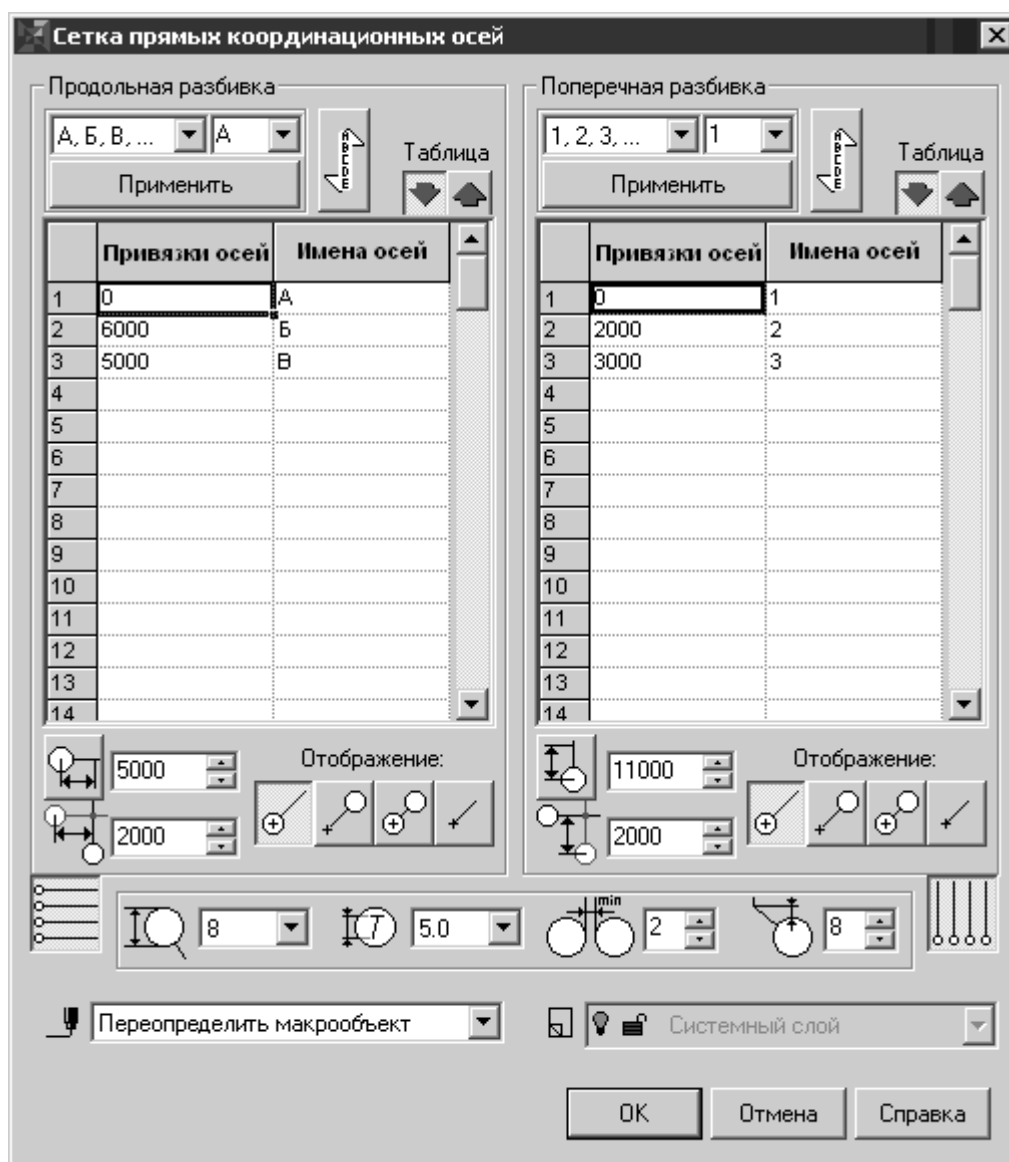 Сетка прямых координационных осей
Продольная разбивка
А, Б, В, ... А
Применить
Таблица
Привязки осей Имена осей
1 0 А
2 6000 Б
3 5000 В
4
5
6
7
8
9
10
11
12
13
14
5000
Отображение:
2000
Поперечная разбивка
1, 2, 3, ... 1
Применить
Таблица
Привязки осей Имена осей
1 0 1
2 2000 2
3 3000 3
4
5
6
7
8
9
10
11
12
13
14
11000
Отображение:
2000
8 T 5.0 min 2 8
Переопределить макрообъект
Системный слой
OK Отмена Справка